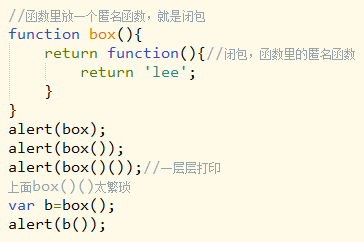 //函数里放一个匿名函数，就是闭包
function box(){
    return function(){//闭包，函数里的匿名函数
        return 'lee';
    }
}
alert(box);
alert(box());
alert(box()());//一层层打印
上面box()()太繁琐
var b=box();
alert(b());